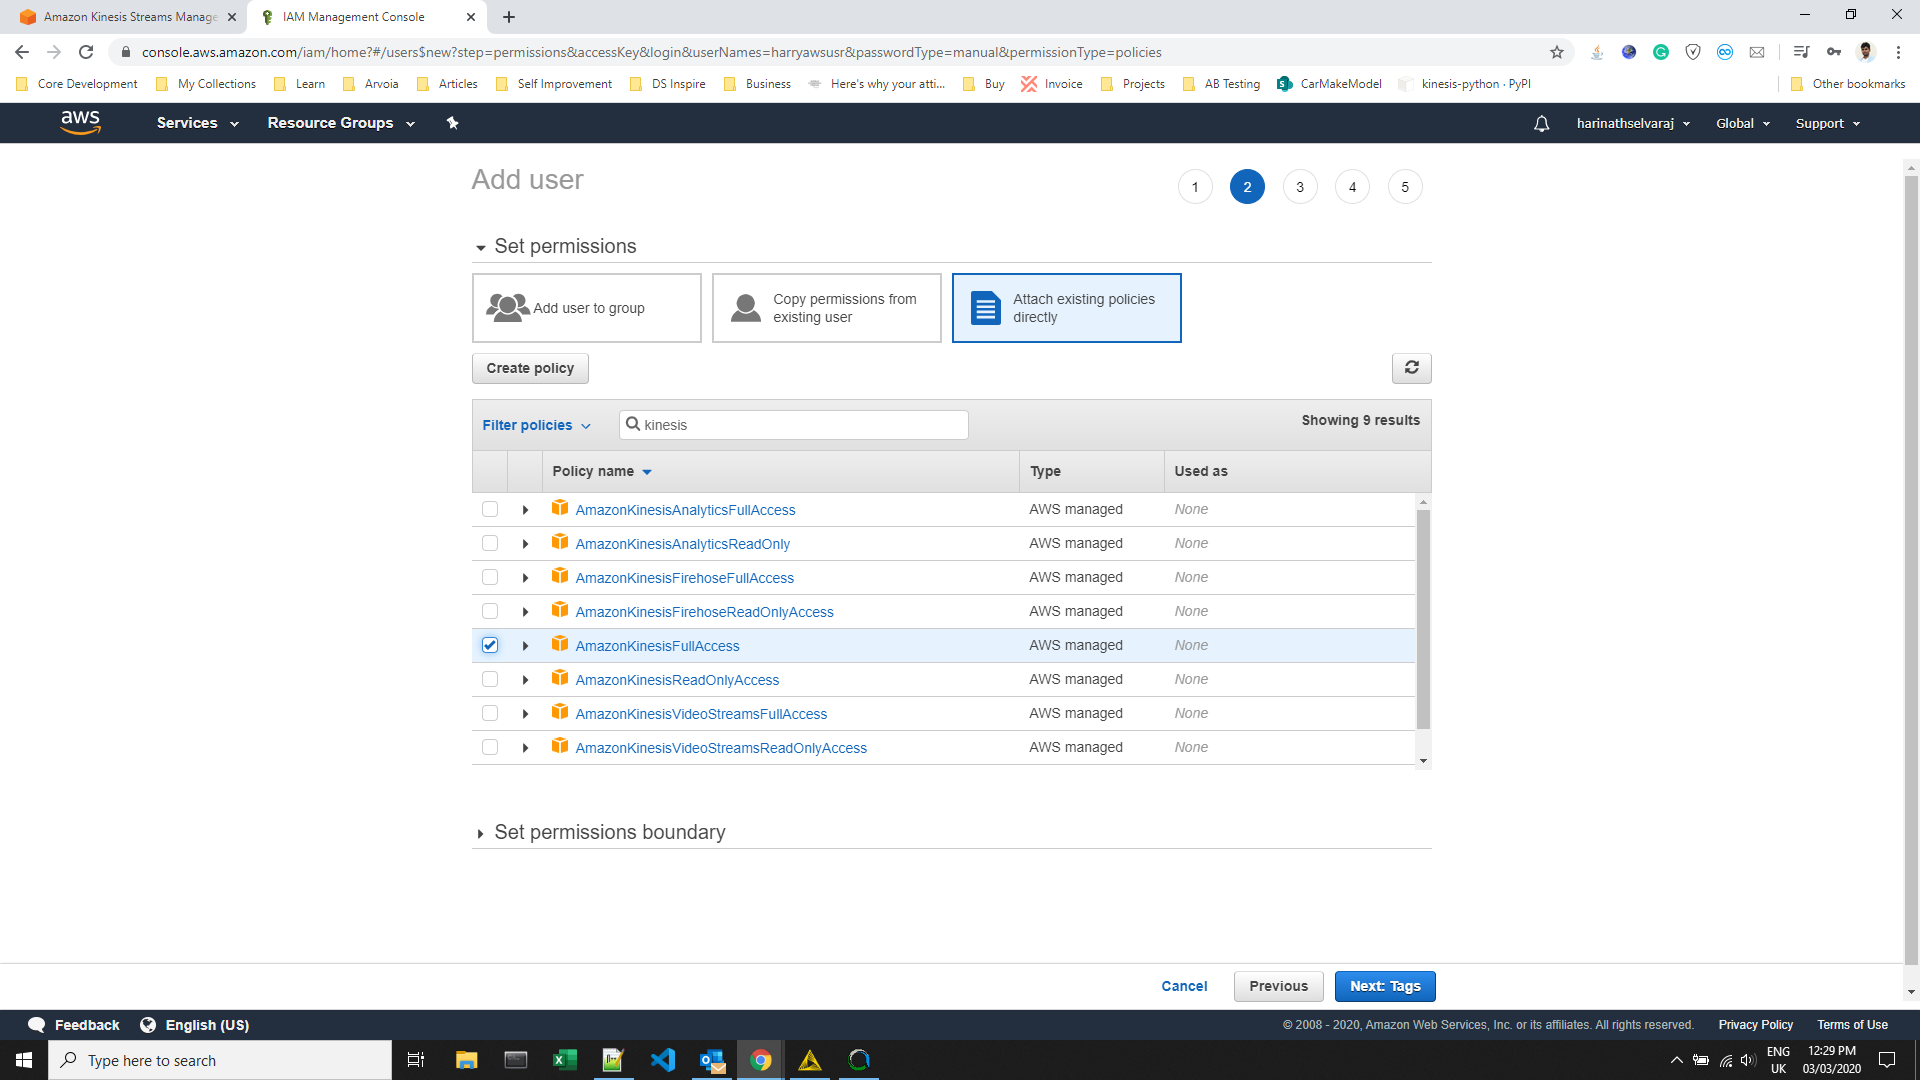 Amazon Kinesis Streams Manage
IAM Management Console
console.aws.amazon.com/iam/home?#/users$new?step=permissions&accessKey&login&userNames=harryawsusr&passwordType=manual&permissionType=policies
Core Development My Collections Learn Arvoia Articles Self Improvement DS Inspire Business Here's why your atti... Buy Invoice Projects AB Testing CarMakeModel kinesis-python · PyPI Other bookmarks
aws Services Resource Groups harinathselvaraj Global Support
Add user
1 2 3 4 5
Set permissions
Add user to group
Copy permissions from
existing user
Attach existing policies
directly
Create policy
Filter policies kinesis Showing 9 results
Policy name Type Used as
AmazonKinesisAnalyticsFullAccess AWS managed None
AmazonKinesisAnalyticsReadOnly AWS managed None
AmazonKinesisFirehoseFullAccess AWS managed None
AmazonKinesisFirehoseReadOnlyAccess AWS managed None
AmazonKinesisFullAccess AWS managed None
AmazonKinesisReadOnlyAccess AWS managed None
AmazonKinesisVideoStreamsFullAccess AWS managed None
AmazonKinesisVideoStreamsReadOnlyAccess AWS managed None
Set permissions boundary
Cancel Previous Next: Tags
Feedback English (US) © 2008 - 2020, Amazon Web Services, Inc. or its affiliates. All rights reserved. Privacy Policy Terms of Use
Type here to search
ENG
UK
12:29 PM
03/03/2020